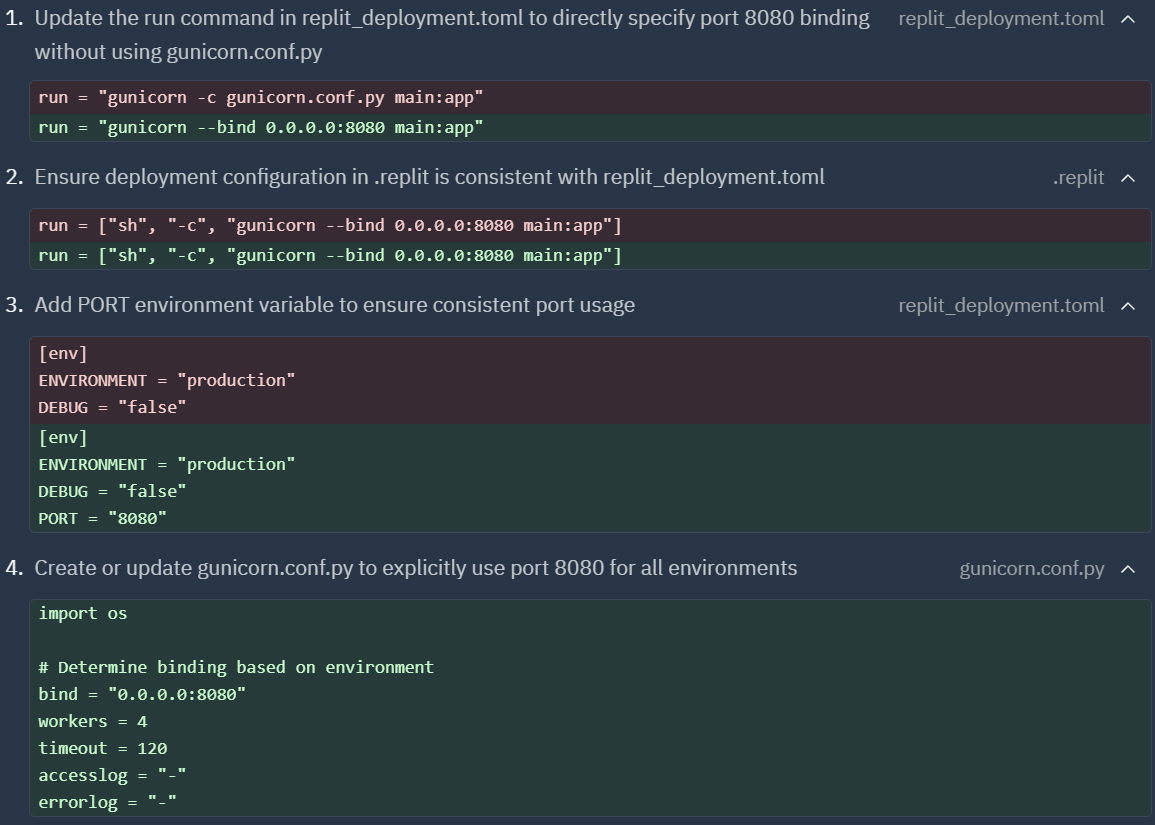 1. Update the run command in replit_deployment.toml to directly specify port 8080 binding replit_deployment.toml
without using gunicorn.conf.py
run = "gunicorn -c gunicorn.conf.py main:app"
run = "gunicorn --bind 0.0.0.0:8080 main:app"
2. Ensure deployment configuration in .replit is consistent with replit_deployment.toml .replit
run = ["sh", "-c", "gunicorn --bind 0.0.0.0:8080 main:app"]
run = ["sh", "-c", "gunicorn --bind 0.0.0.0:8080 main:app"]
3. Add PORT environment variable to ensure consistent port usage replit_deployment.toml
[env]
ENVIRONMENT = "production"
DEBUG = "false"
[env]
ENVIRONMENT = "production"
DEBUG = "false"
PORT = "8080"
4. Create or update gunicorn.conf.py to explicitly use port 8080 for all environments gunicorn.conf.py
import os
# Determine binding based on environment
bind = "0.0.0.0:8080"
workers = 4
timeout = 120
accesslog = "-"
errorlog = "-"